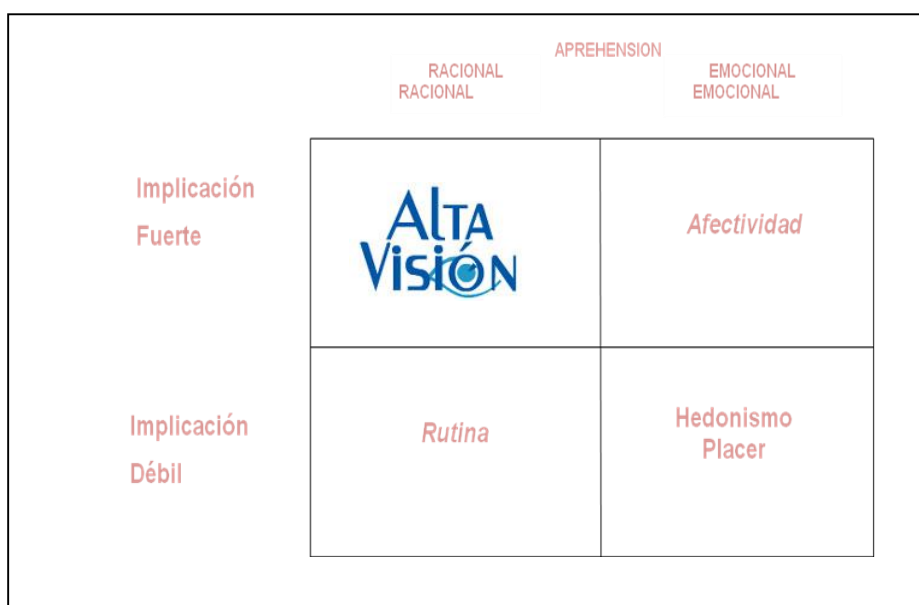 APREHENSION
RACIONAL EMOCIONAL
RACIONAL EMOCIONAL
Implicación
Fuerte
ALTA
VISIÓN
Afectividad
Implicación
Débil
Rutina
Hedonismo
Placer